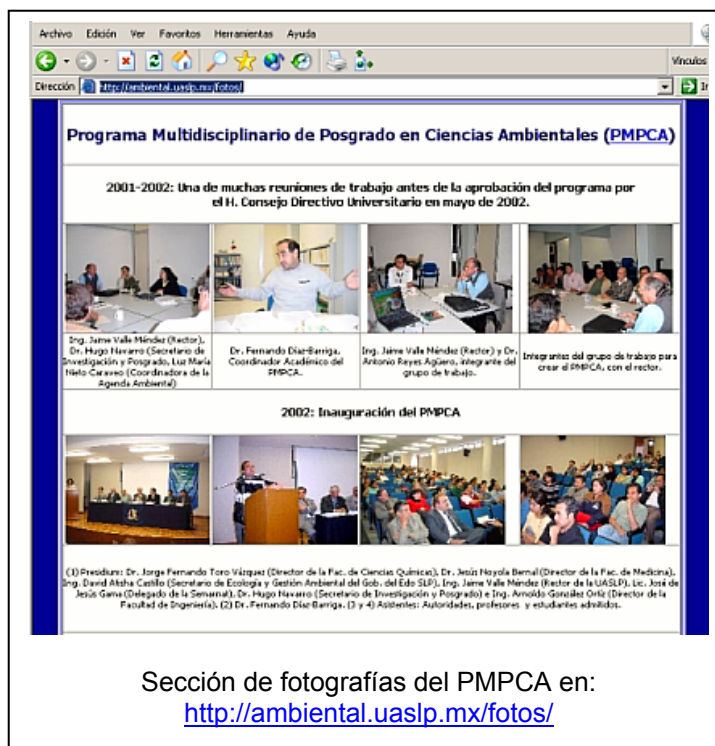 Archivo Edición Ver Favoritos Herramientas Ayuda
Vínculos
Dirección http://ambiental.uaslp.mx/fotos/ Ir
Programa Multidisciplinario de Posgrado en Ciencias Ambientales (PMPCA)
2001-2002: Una de muchas reuniones de trabajo antes de la aprobación del programa por
el H. Consejo Directivo Universitario en mayo de 2002.
Ing. Jaime Valle Méndez (Rector),
Dr. Hugo Navarro (Secretario de
Investigación y Posgrado, Luz María
Nieto Caraveo (Coordinadora de la
Agenda Ambiental)
Dr. Fernando Díaz-Barriga,
Coordinador Académico del
PMPCA.
Ing. Jaime Valle Méndez (Rector) y Dr.
Antonio Reyes Agüero, integrante del
grupo de trabajo.
Integrantes del grupo de trabajo para
crear el PMPCA, con el rector.
2002: Inauguración del PMPCA
(1) Presidium: Dr. Jorge Fernando Toro Vázquez (Director de la Fac. de Ciencias Químicas), Dr. Jesús Noyola Bernal (Director de la Fac. de Medicina),
Ing. David Atisha Castillo (Secretario de Ecología y Gestión Ambiental del Gob. del Edo SLP), Ing. Jaime Valle Méndez (Rector de la UASLP), Lic. José de
Jesús Gama (Delegado de la Semarnat), Dr. Hugo Navarro (Secretario de Investigación y Posgrado) e Ing. Arnoldo González Ortíz (Director de la
Facultad de Ingeniería). (2) Dr. Fernando Díaz-Barriga. (3 y 4) Asistentes: Autoridades, profesores y estudiantes admitidos.
Sección de fotografías del PMPCA en:
http://ambiental.uaslp.mx/fotos/